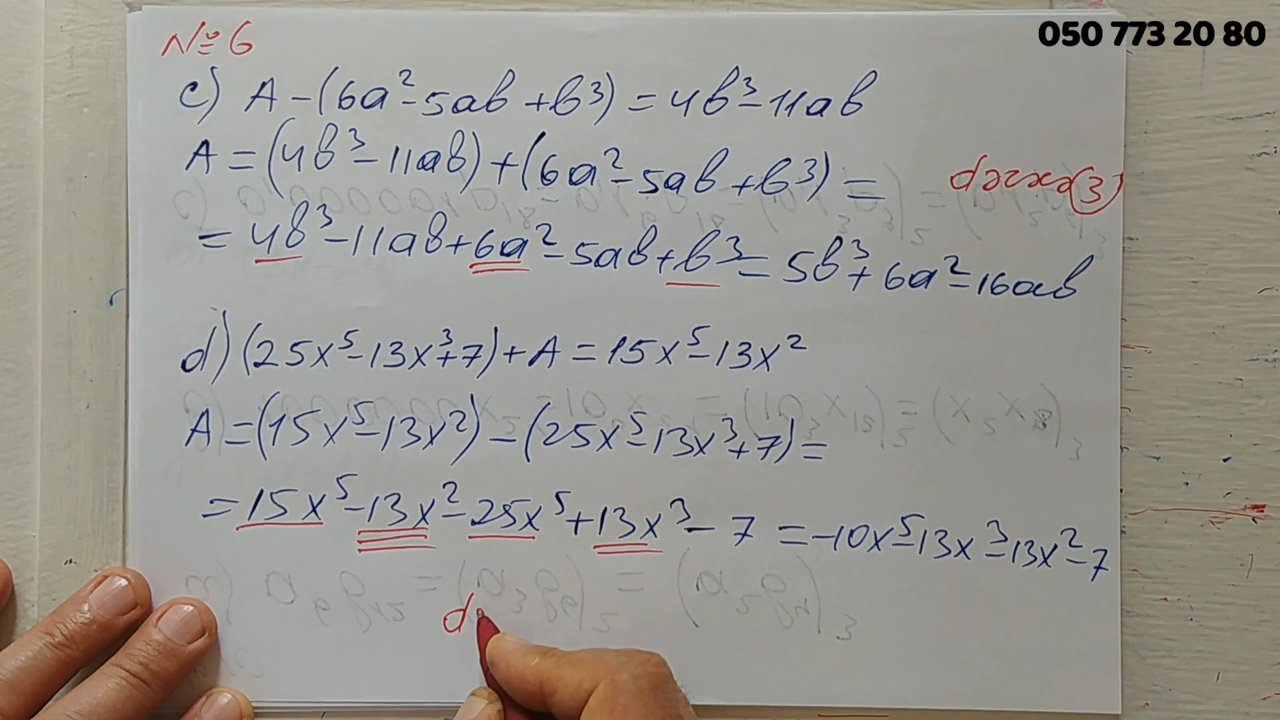 050 773 20 80
№6
c) A-(6a²-5ab+b³)=4b³-11ab
A=(4b³-11ab)+(6a²-5ab+b³)=
=4b³-11ab+6a²-5ab+b³=5b³+6a²-16ab
d) (25x⁵-13x³+7)+A=15x⁵-13x²
A=(15x⁵-13x²)-(25x⁵-13x³+7)=
=15x⁵-13x²-25x⁵+13x³-7=-10x⁵-13x³-13x²-7